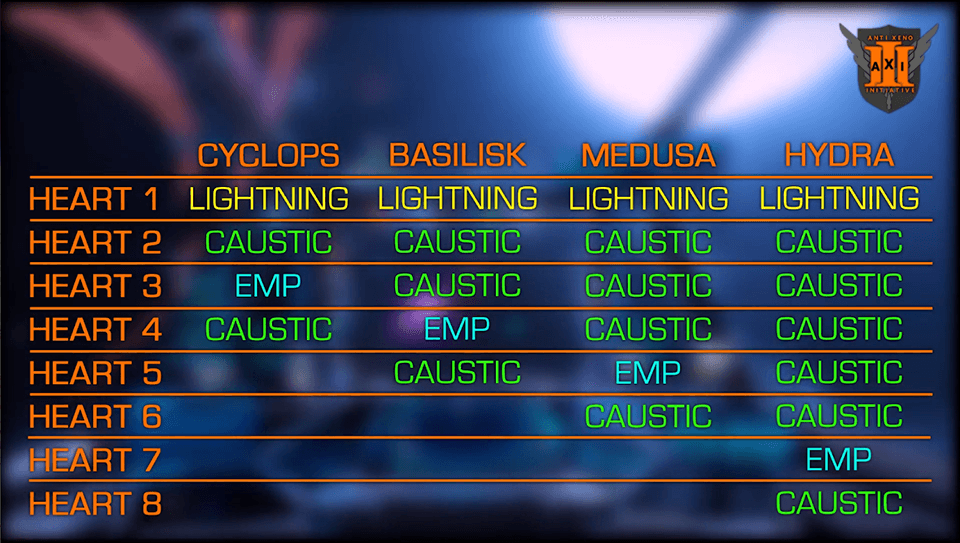 ANTI XENO
AXI
INITIATIVE
CYCLOPS BASILISK MEDUSA HYDRA
HEART 1 LIGHTNING LIGHTNING LIGHTNING LIGHTNING
HEART 2 CAUSTIC CAUSTIC CAUSTIC CAUSTIC
HEART 3 EMP CAUSTIC CAUSTIC CAUSTIC
HEART 4 CAUSTIC EMP CAUSTIC CAUSTIC
HEART 5 CAUSTIC EMP CAUSTIC
HEART 6 CAUSTIC CAUSTIC
HEART 7 EMP
HEART 8 CAUSTIC